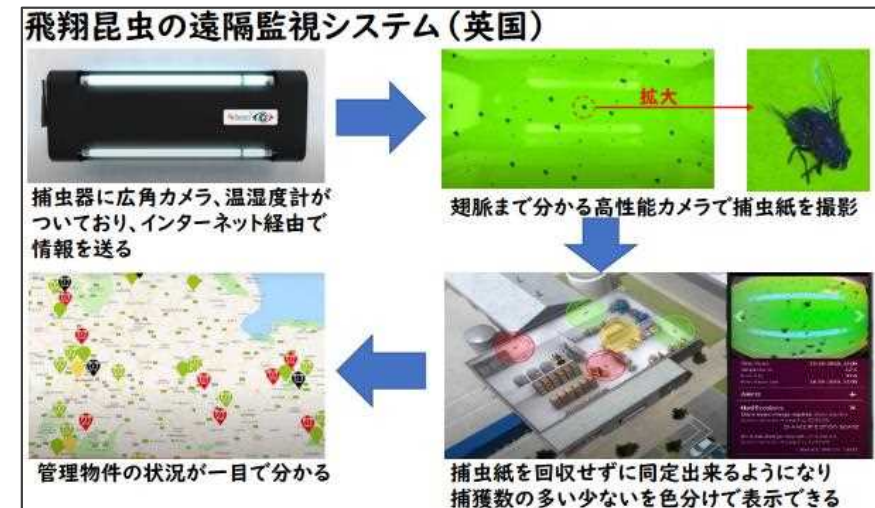 飛翔昆虫の遠隔監視システム(英国)
捕虫器に広角カメラ、温湿度計が
ついており、インターネット経由で
情報を送る
拡大
翅脈まで分かる高性能カメラで捕虫紙を撮影
捕虫紙を回収せずに同定出来るようになり
捕獲数の多い少ないを色分けで表示できる
管理物件の状況が一目で分かる